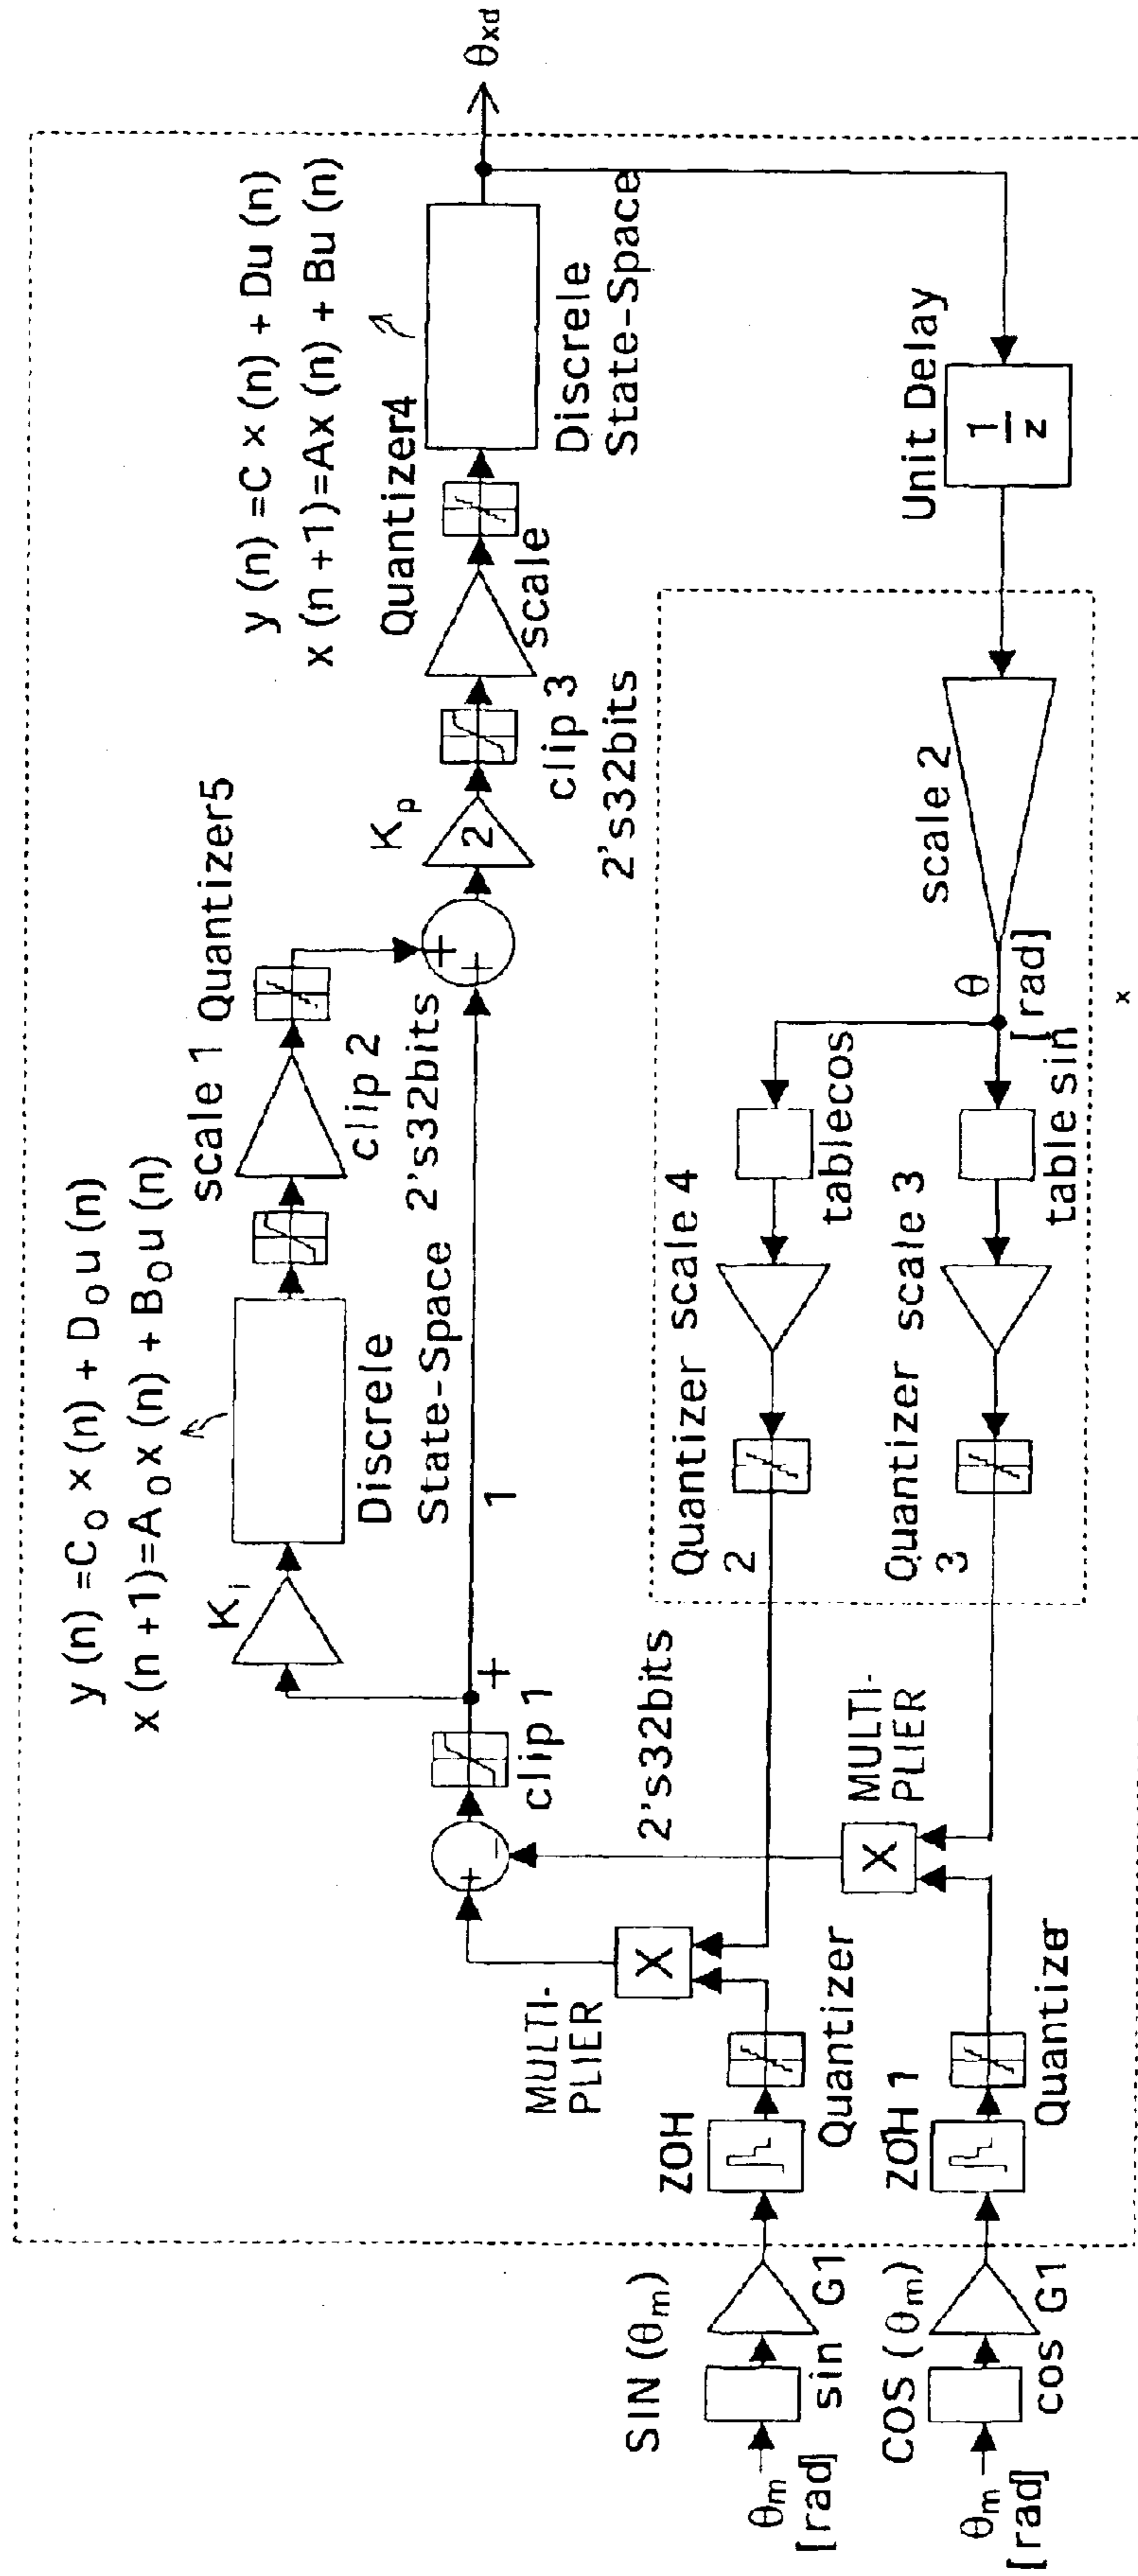 y (n) =C₀ x (n) + D₀ u (n)
x (n +1)=A₀ x (n) + B₀ u (n)
y (n) =C x (n) + Du (n)
x (n +1)=Ax (n) + Bu (n)
Kᵢ
Discrele
State-Space
scale 1
Quantizer5
clip 2
2's32bits
Kₚ
2
clip 3
2's32bits
scale
Quantizer4
Discrele
State-Space
θxd
+
-
clip 1
+
1
+
+
2's32bits
MULTI-
PLIER
X
MULTI-
PLIER
X
SIN (θm)
θm
[rad]
sin G1
ZOH
Quantizer
COS (θm)
θm
[rad]
cos G1
ZOH 1
Quantizer
Quantizer
2
scale 4
tablecos
Quantizer
3
scale 3
table sin
θ
[rad]
scale 2
Unit Delay
1
z
x